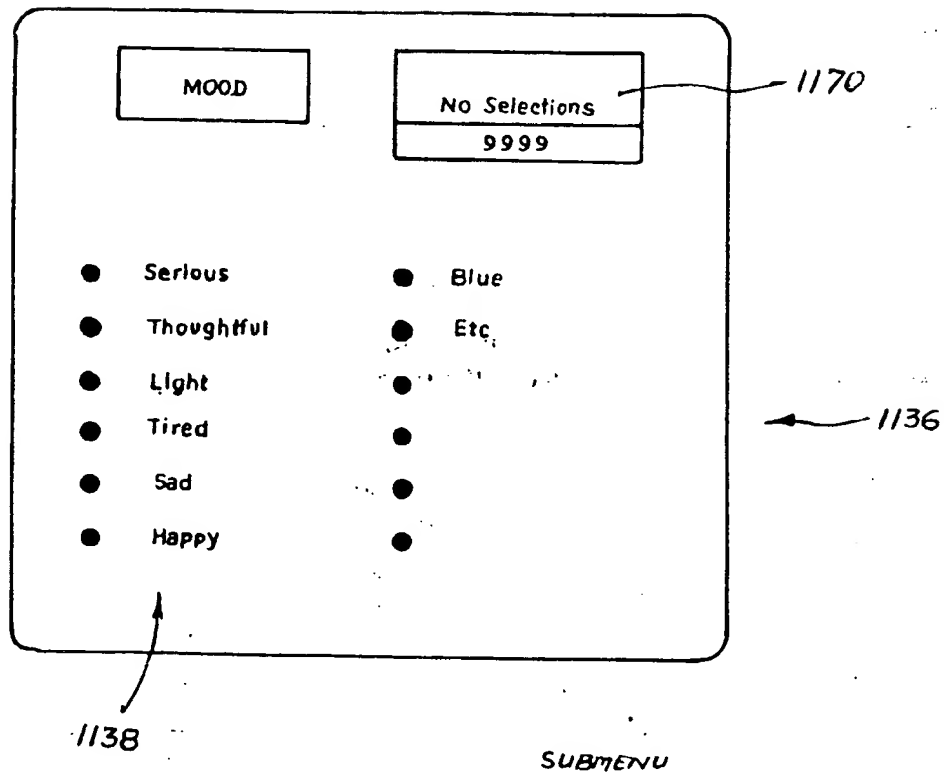 MOOD
No Selections
9999
1170
Serious
Thoughtful
Light
Tired
Sad
Happy
Blue
Etc.
1136
1138
SUBMENU